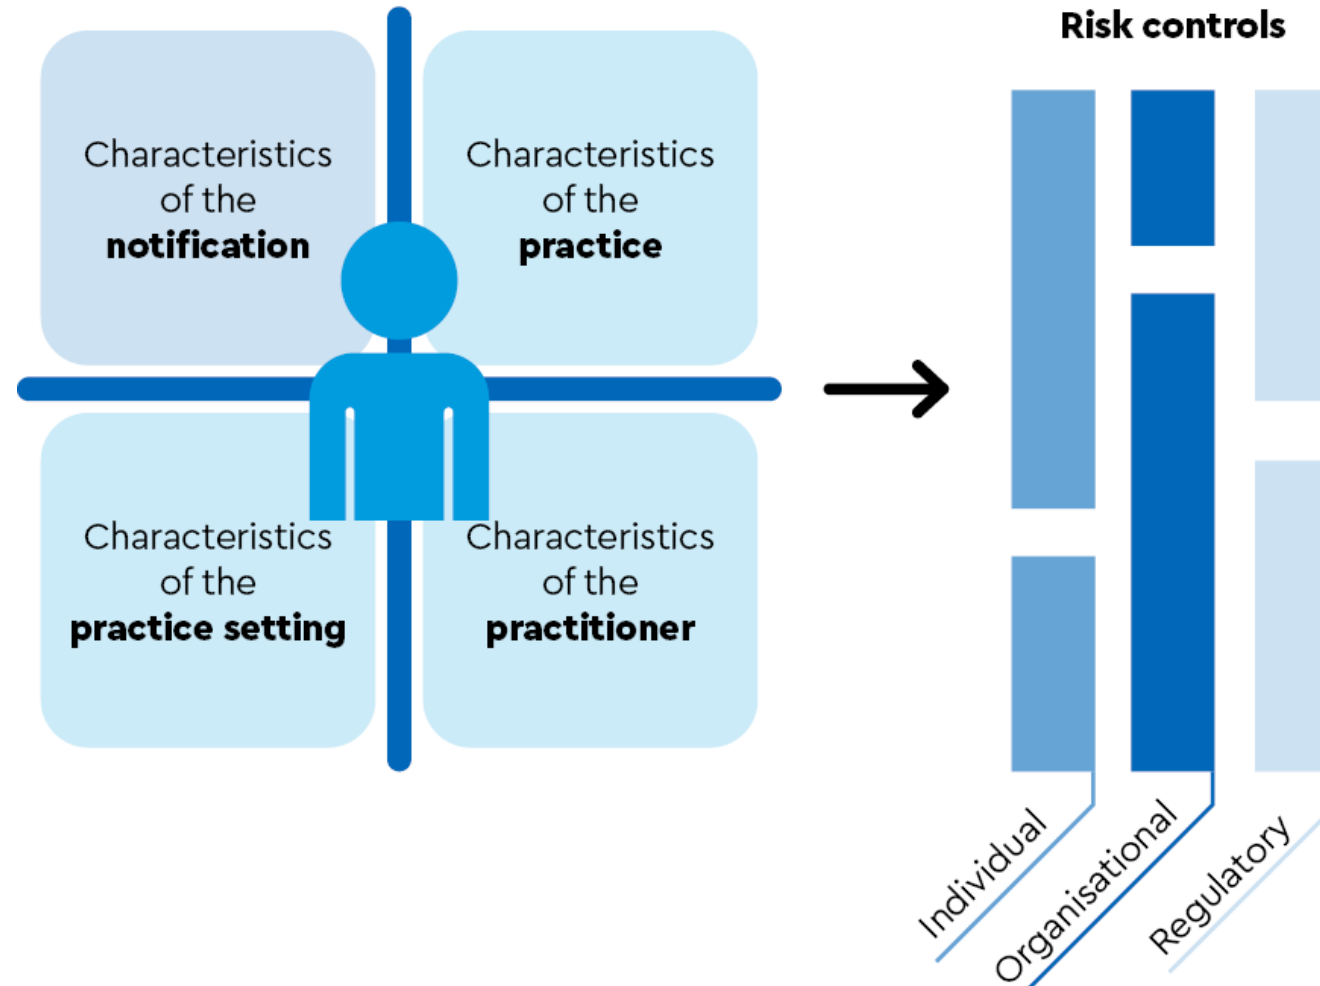 Risk controls
Characteristics
of the
notification
Characteristics
of the
practice
Characteristics
of the
practice setting
Characteristics
of the
practitioner
Individual
Organisational
Regulatory